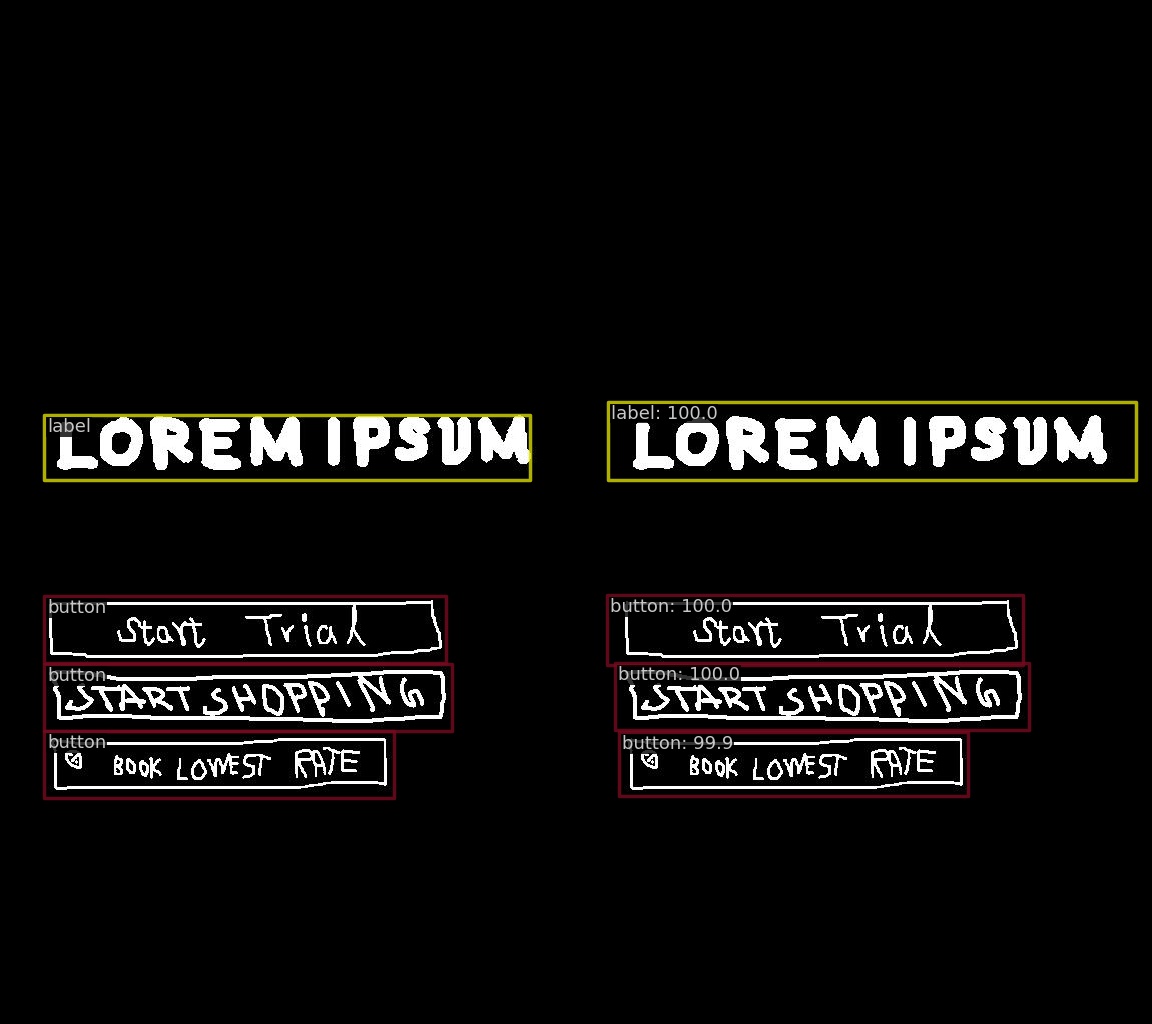 label label: 100.0
LOREM IPSUM LOREM IPSUM
button button: 100.0
Start Trial Start Trial
button button: 100.0
START SHOPPING START SHOPPING
button button: 99.9
BOOK LOWEST RATE BOOK LOWEST RATE